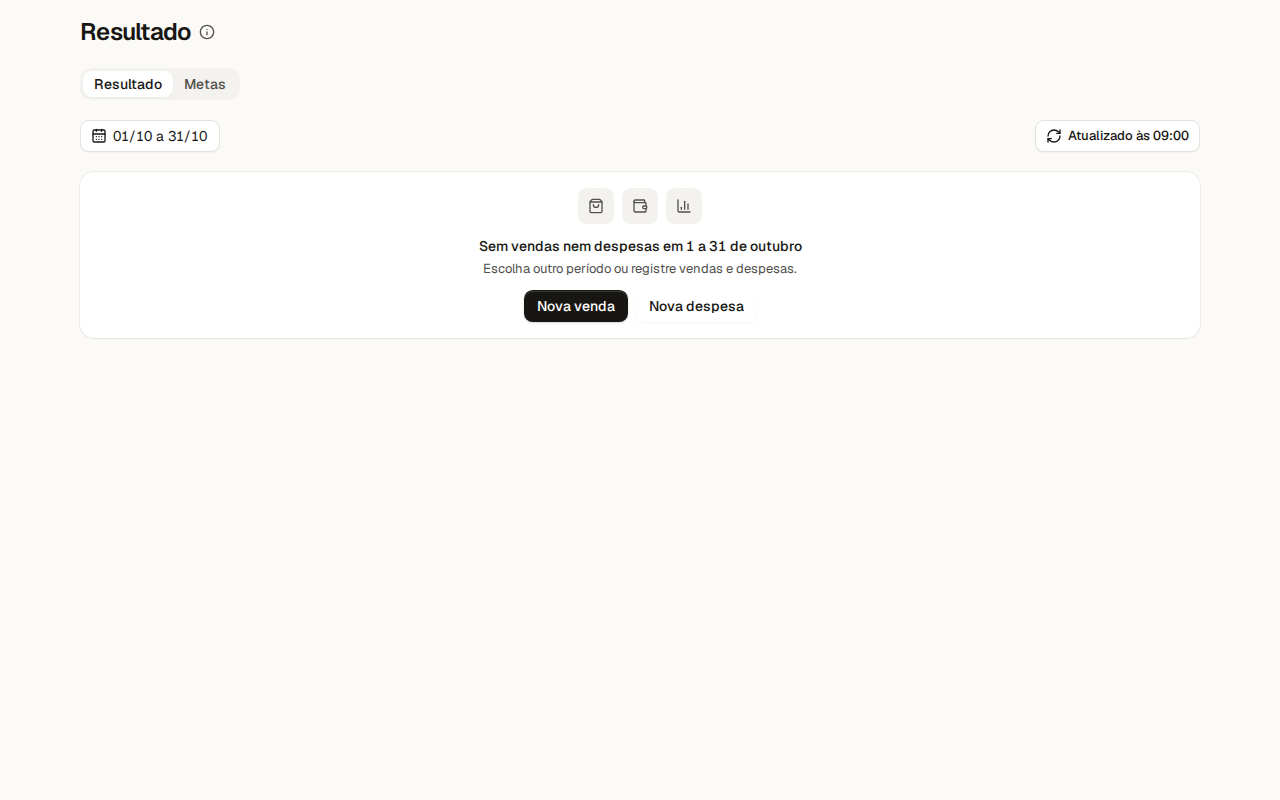 Resultado
Resultado Metas
01/10 a 31/10 Atualizado às 09:00
Sem vendas nem despesas em 1 a 31 de outubro
Escolha outro período ou registre vendas e despesas.
Nova venda Nova despesa